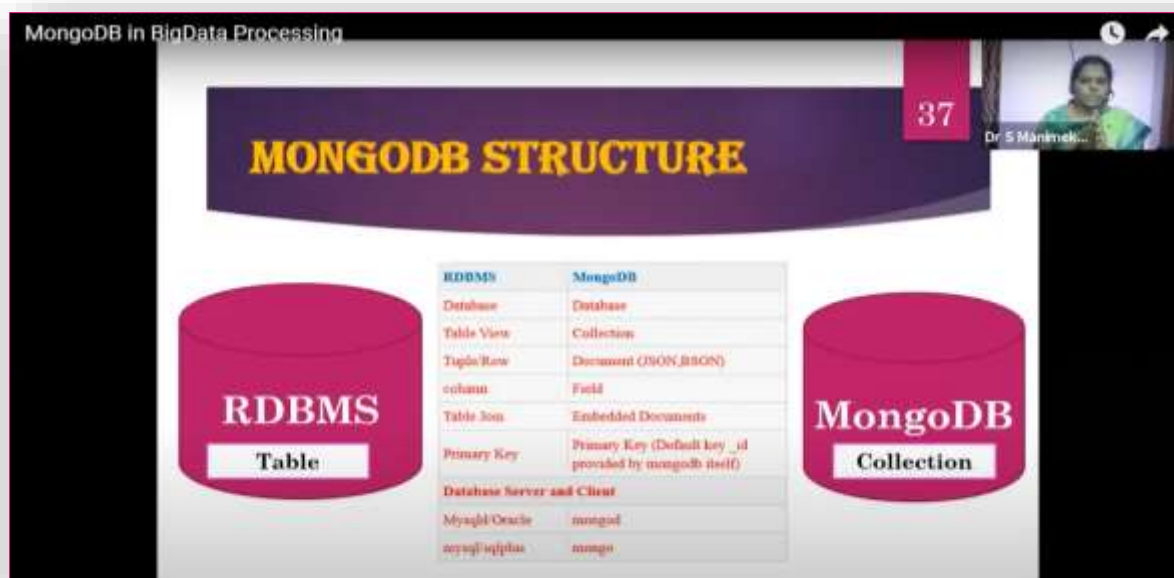 MongoDB in BigData Processing
37
Dr S Manimek...
MONGODB STRUCTURE
RDBMS MongoDB
Database Database
Table View Collection
Tuple/Row Document (JSON,BSON)
column Field
Table Join Embedded Documents
Primary Key Primary Key (Default key _id
provided by mongodb itself)
Database Server and Client
Mysqld/Oracle mongod
mysql/sqlplus mongo
RDBMS
Table
MongoDB
Collection